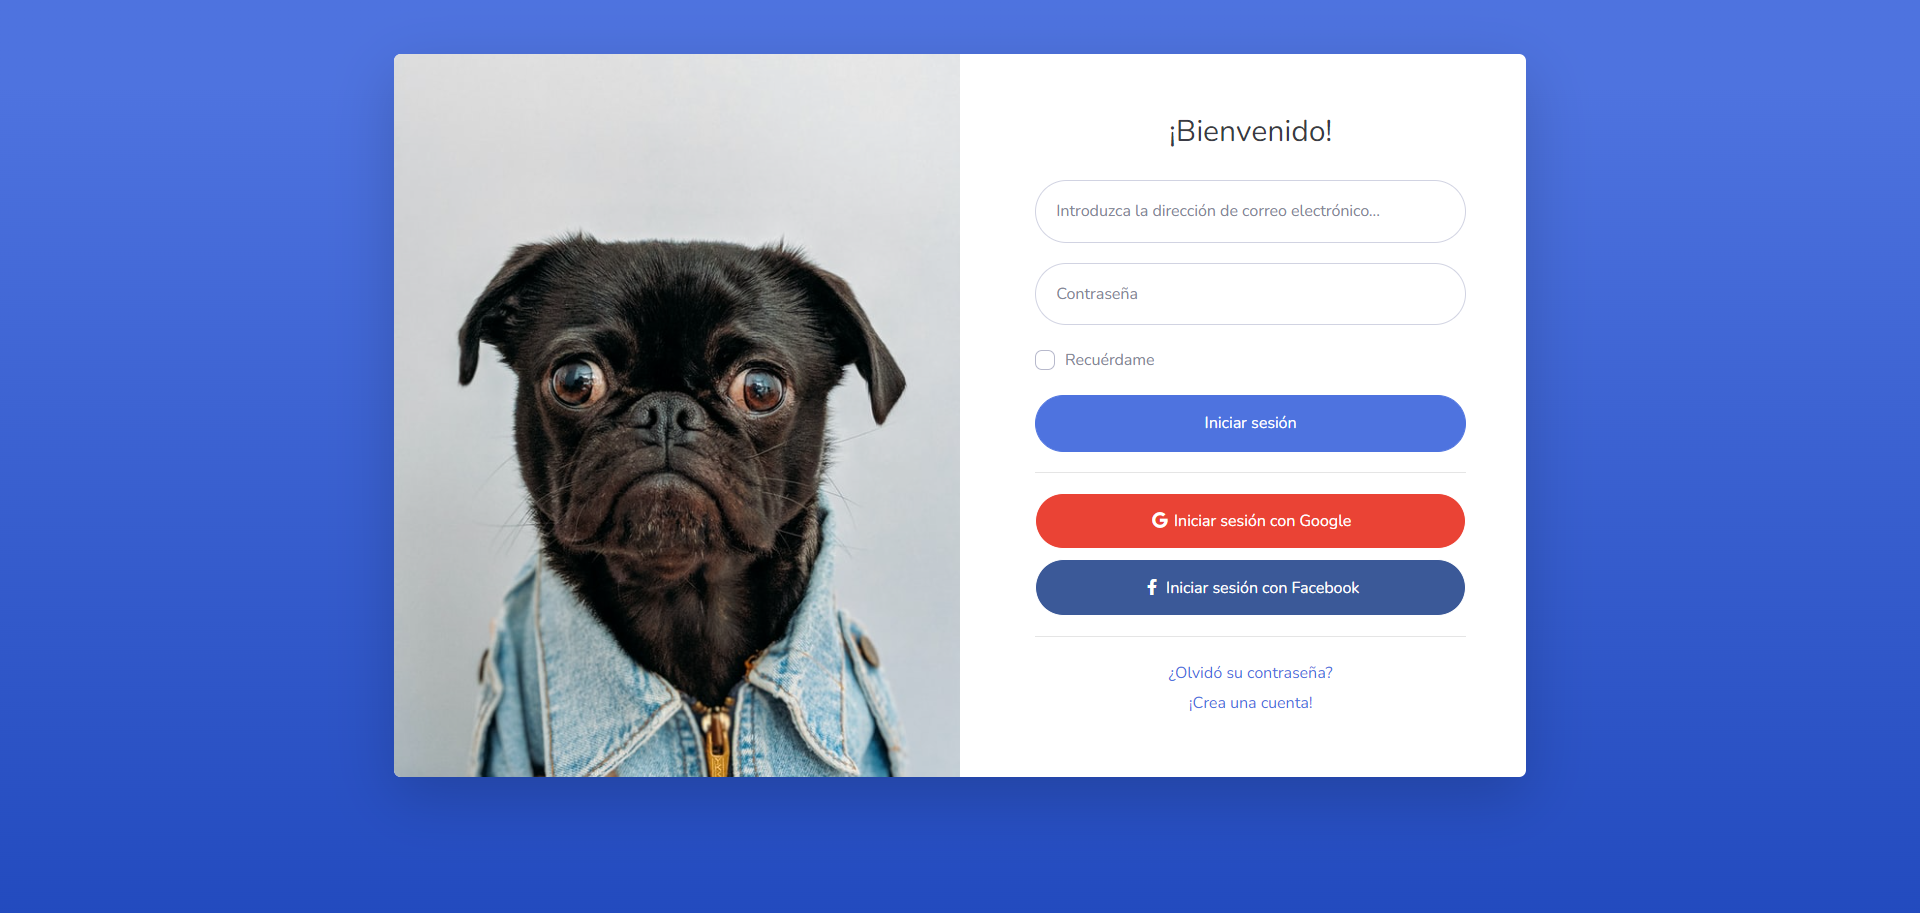 ¡Bienvenido!
Introduzca la dirección de correo electrónico...
Contraseña
Recuérdame
Iniciar sesión
Iniciar sesión con Google
Iniciar sesión con Facebook
¿Olvidó su contraseña?
¡Crea una cuenta!